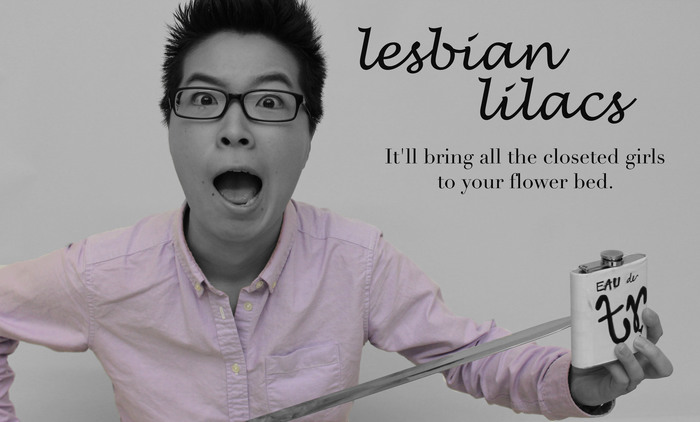 lesbian
lilacs
It'll bring all the closeted girls
to your flower bed.
EAU de